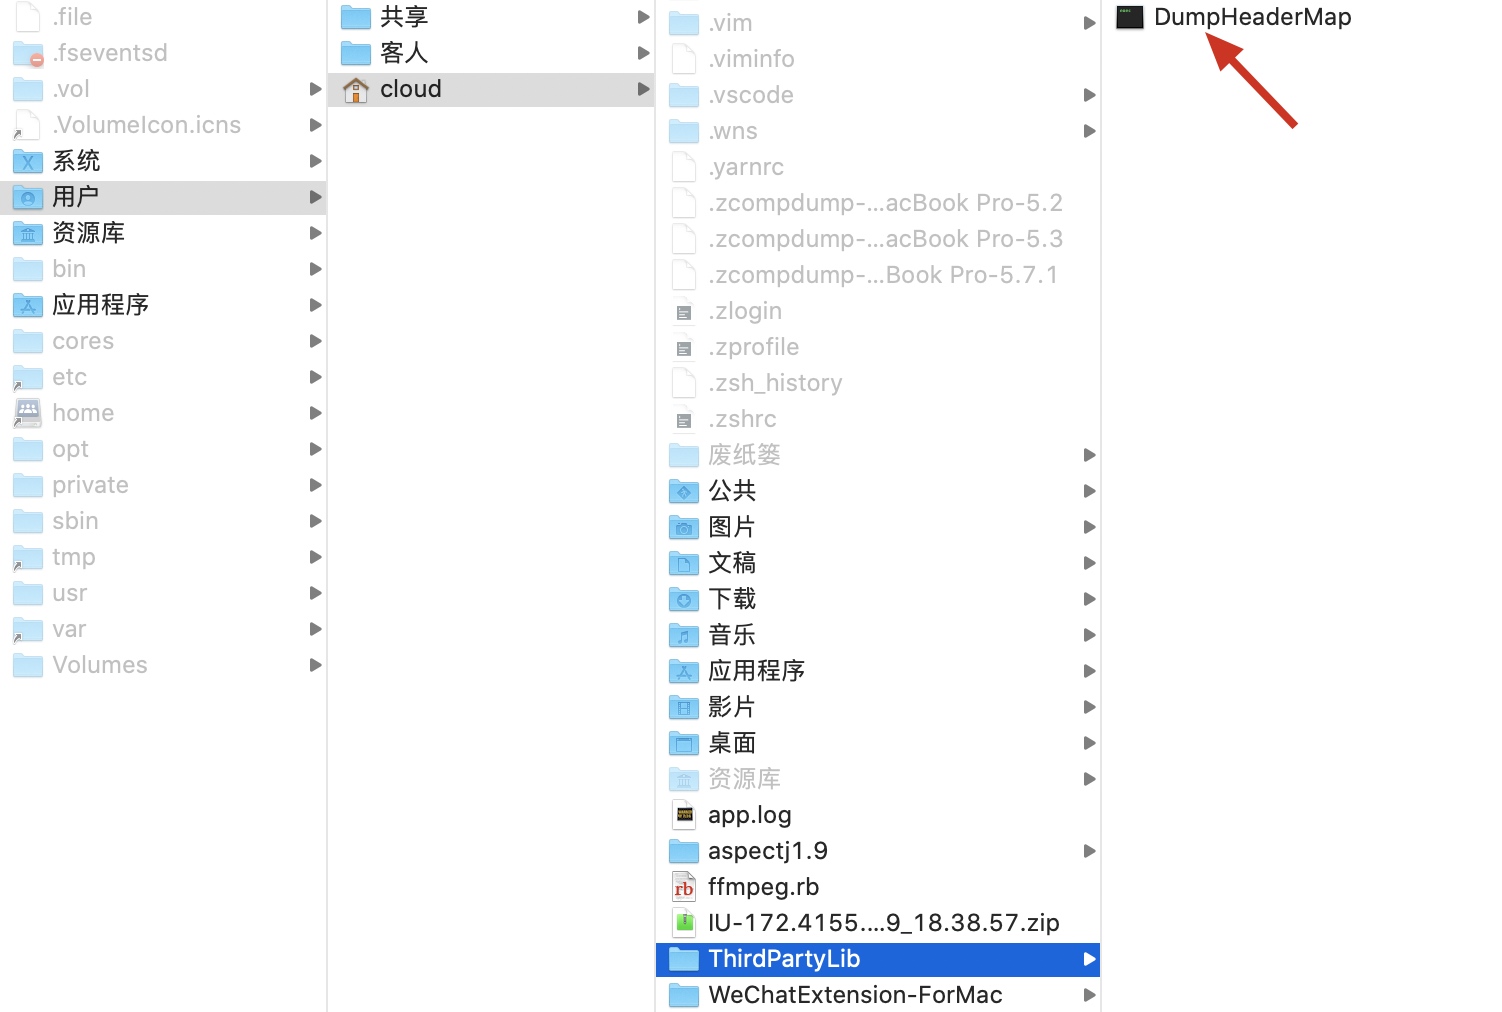 .file
.fseventsd
.vol
.VolumeIcon.icns
系统
用户
资源库
bin
应用程序
cores
etc
home
opt
private
sbin
tmp
usr
var
Volumes
共享
客人
cloud
.vim
.viminfo
.vscode
.wns
.yarnrc
.zcompdump-...acBook Pro-5.2
.zcompdump-...acBook Pro-5.3
.zcompdump-...Book Pro-5.7.1
.zlogin
.zprofile
.zsh_history
.zshrc
废纸篓
公共
图片
文稿
下载
音乐
应用程序
影片
桌面
资源库
app.log
aspectj1.9
ffmpeg.rb
IU-172.4155....9_18.38.57.zip
ThirdPartyLib
WeChatExtension-ForMac
DumpHeaderMap